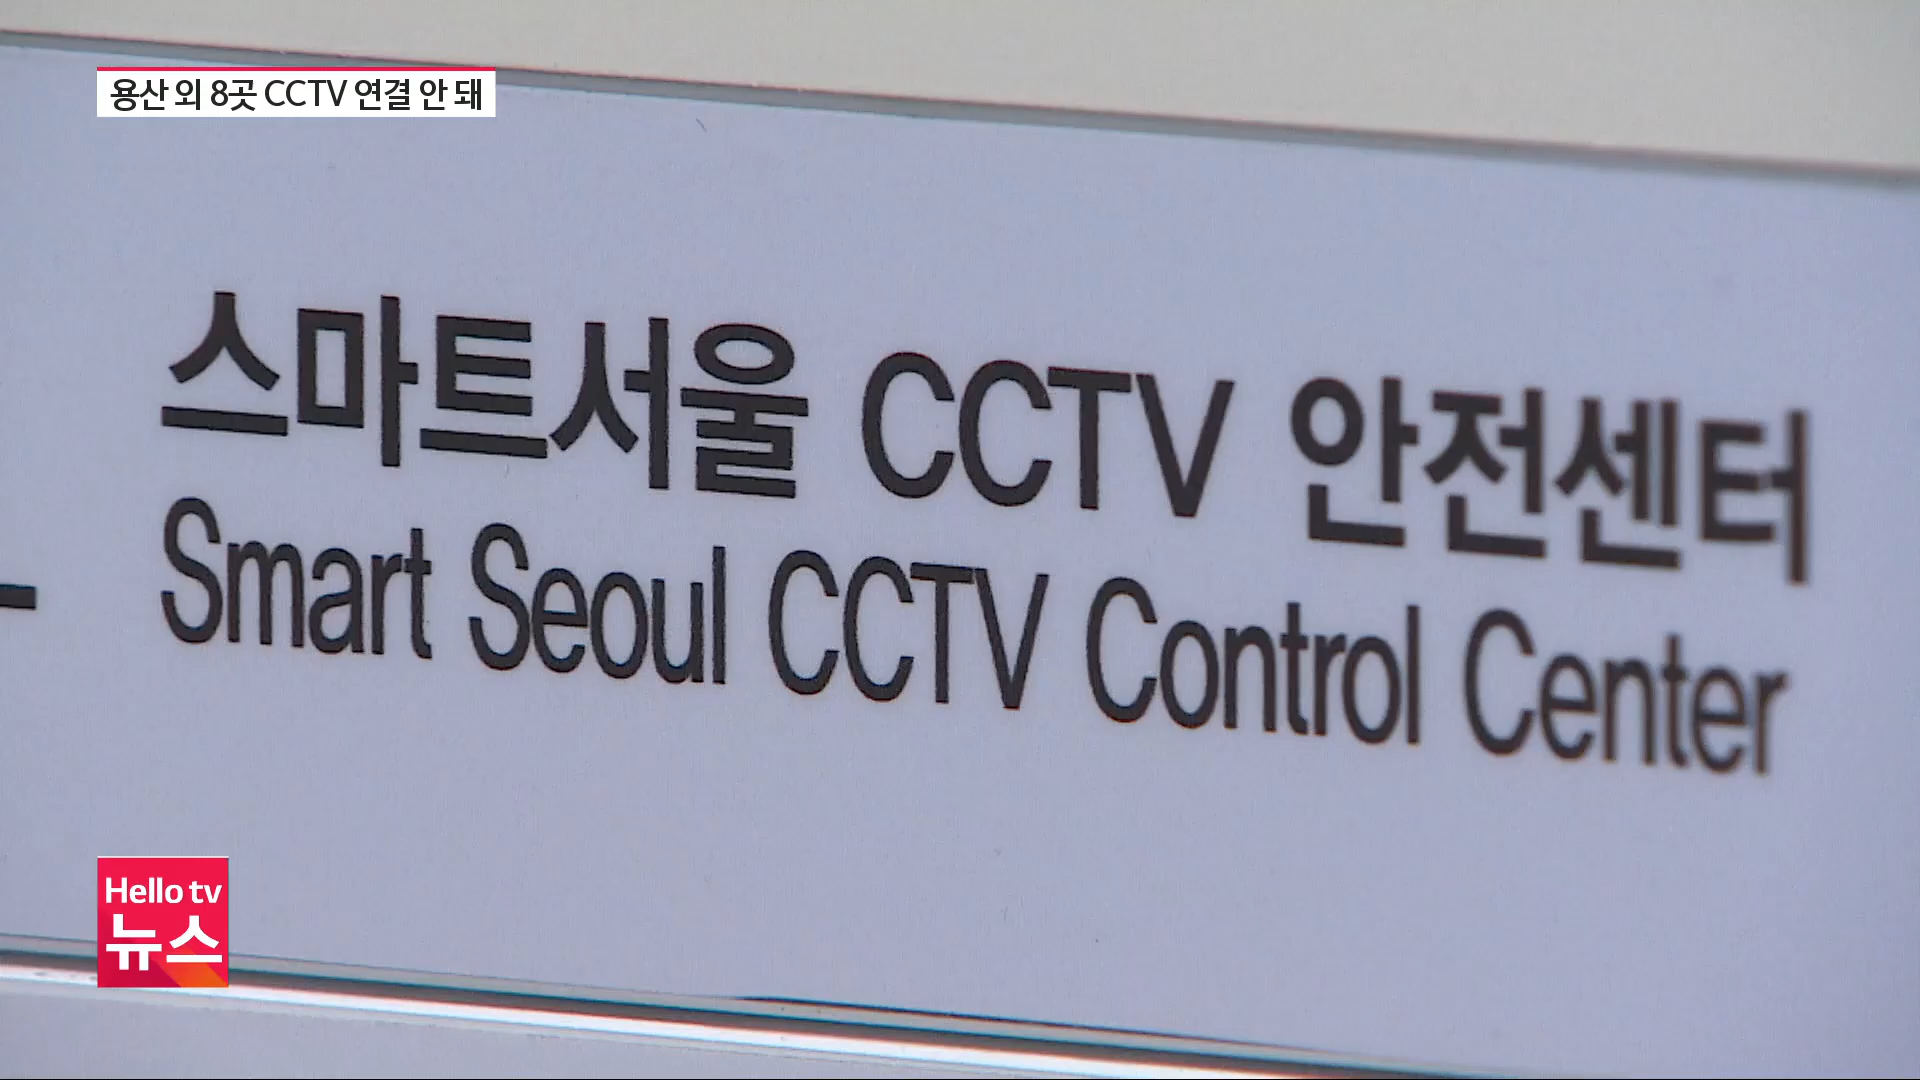 용산 외 8곳 CCTV 연결 안 돼
스마트서울 CCTV 안전센터
Smart Seoul CCTV Control Center
Hello tv
뉴스